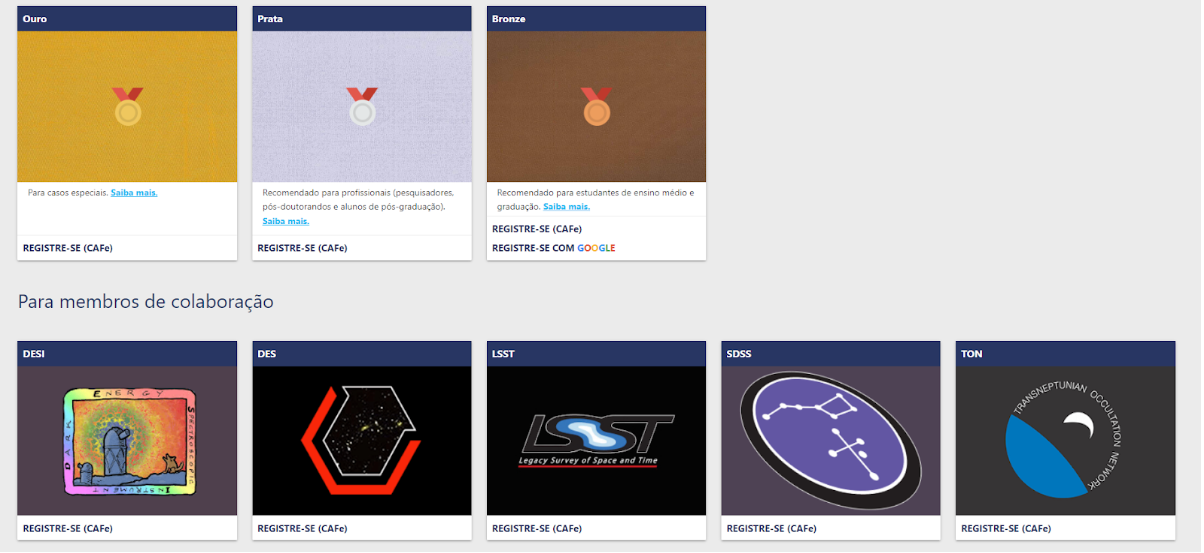 Ouro
Prata
Bronze
Para casos especiais. Saiba mais.
Recomendado para profissionais (pesquisadores,
pós-doutorandos e alunos de pós-graduação).
Saiba mais.
Recomendado para estudantes de ensino médio e
graduação. Saiba mais.
REGISTRE-SE (CAFe)
REGISTRE-SE (CAFe)
REGISTRE-SE (CAFe)
REGISTRE-SE COM GOOGLE
Para membros de colaboração
DESI
DES
LSST
SDSS
TON
DARK ENERGY SPECTROSCOPIC INSTRUMENT
LSST
Legacy Survey of Space and Time
TRANSNEPTUNIAN OCCULTATION NETWORK
REGISTRE-SE (CAFe)
REGISTRE-SE (CAFe)
REGISTRE-SE (CAFe)
REGISTRE-SE (CAFe)
REGISTRE-SE (CAFe)